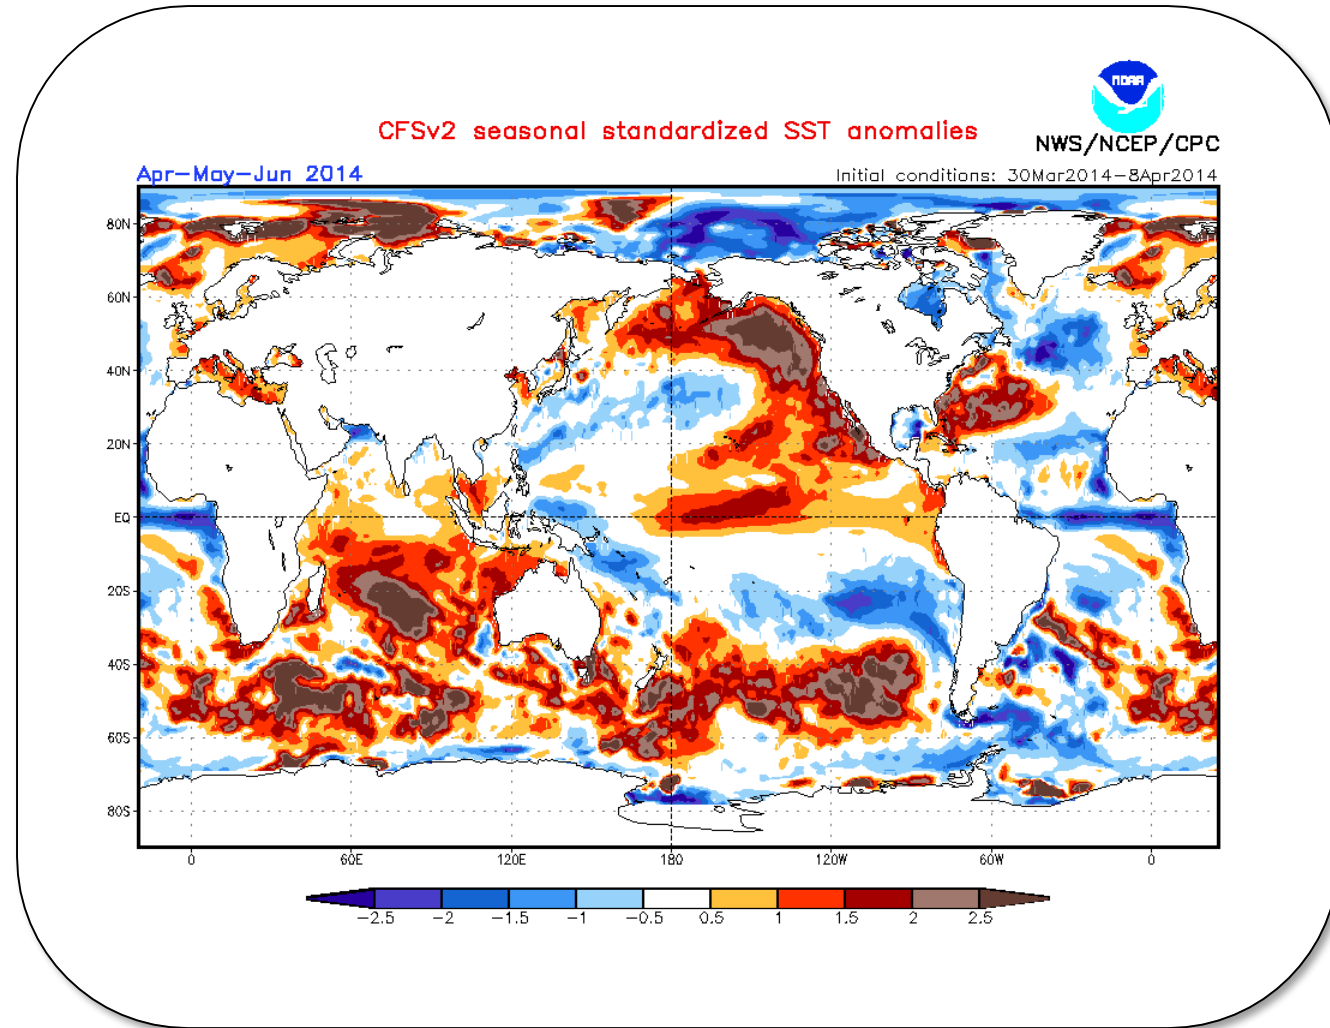 NOAA
CFSv2 seasonal standardized SST anomalies
NWS/NCEP/CPC
Apr-May-Jun 2014
Initial conditions: 30Mar2014-8Apr2014
80N
60N
40N
20N
EQ
20S
40S
60S
80S
0 60E 120E 180 120W 60W 0
-2.5 -2 -1.5 -1 -0.5 0.5 1 1.5 2 2.5